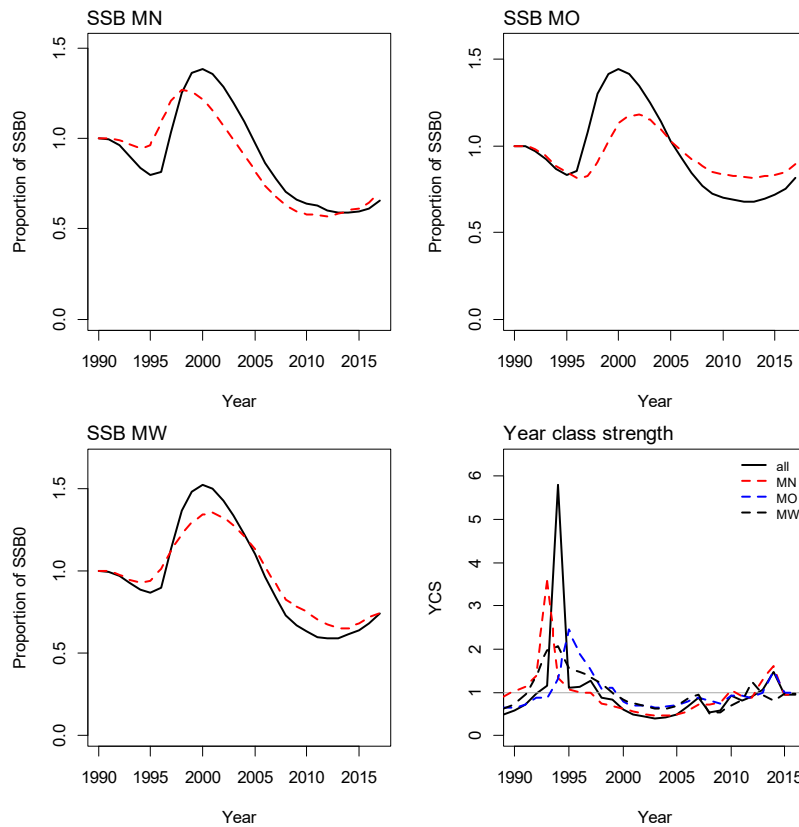 SSB MN
Proportion of SSB0
0.0 0.5 1.0 1.5
1990 1995 2000 2005 2010 2015
Year
SSB MO
Proportion of SSB0
0.0 0.5 1.0 1.5
1990 1995 2000 2005 2010 2015
Year
SSB MW
Proportion of SSB0
0.0 0.5 1.0 1.5
1990 1995 2000 2005 2010 2015
Year
Year class strength
YCS
0 1 2 3 4 5 6
all
MN
MO
MW
1990 1995 2000 2005 2010 2015
Year